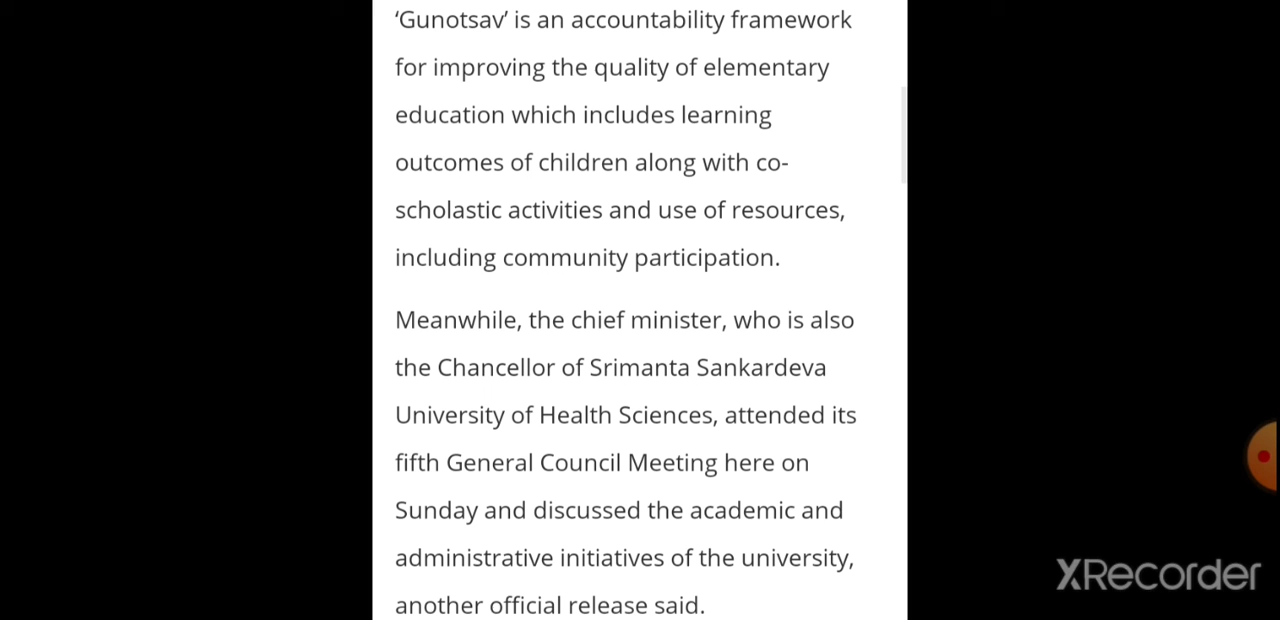 ‘Gunotsav’ is an accountability framework
for improving the quality of elementary
education which includes learning
outcomes of children along with co-
scholastic activities and use of resources,
including community participation.
Meanwhile, the chief minister, who is also
the Chancellor of Srimanta Sankardeva
University of Health Sciences, attended its
fifth General Council Meeting here on
Sunday and discussed the academic and
administrative initiatives of the university,
another official release said.
XRecorder